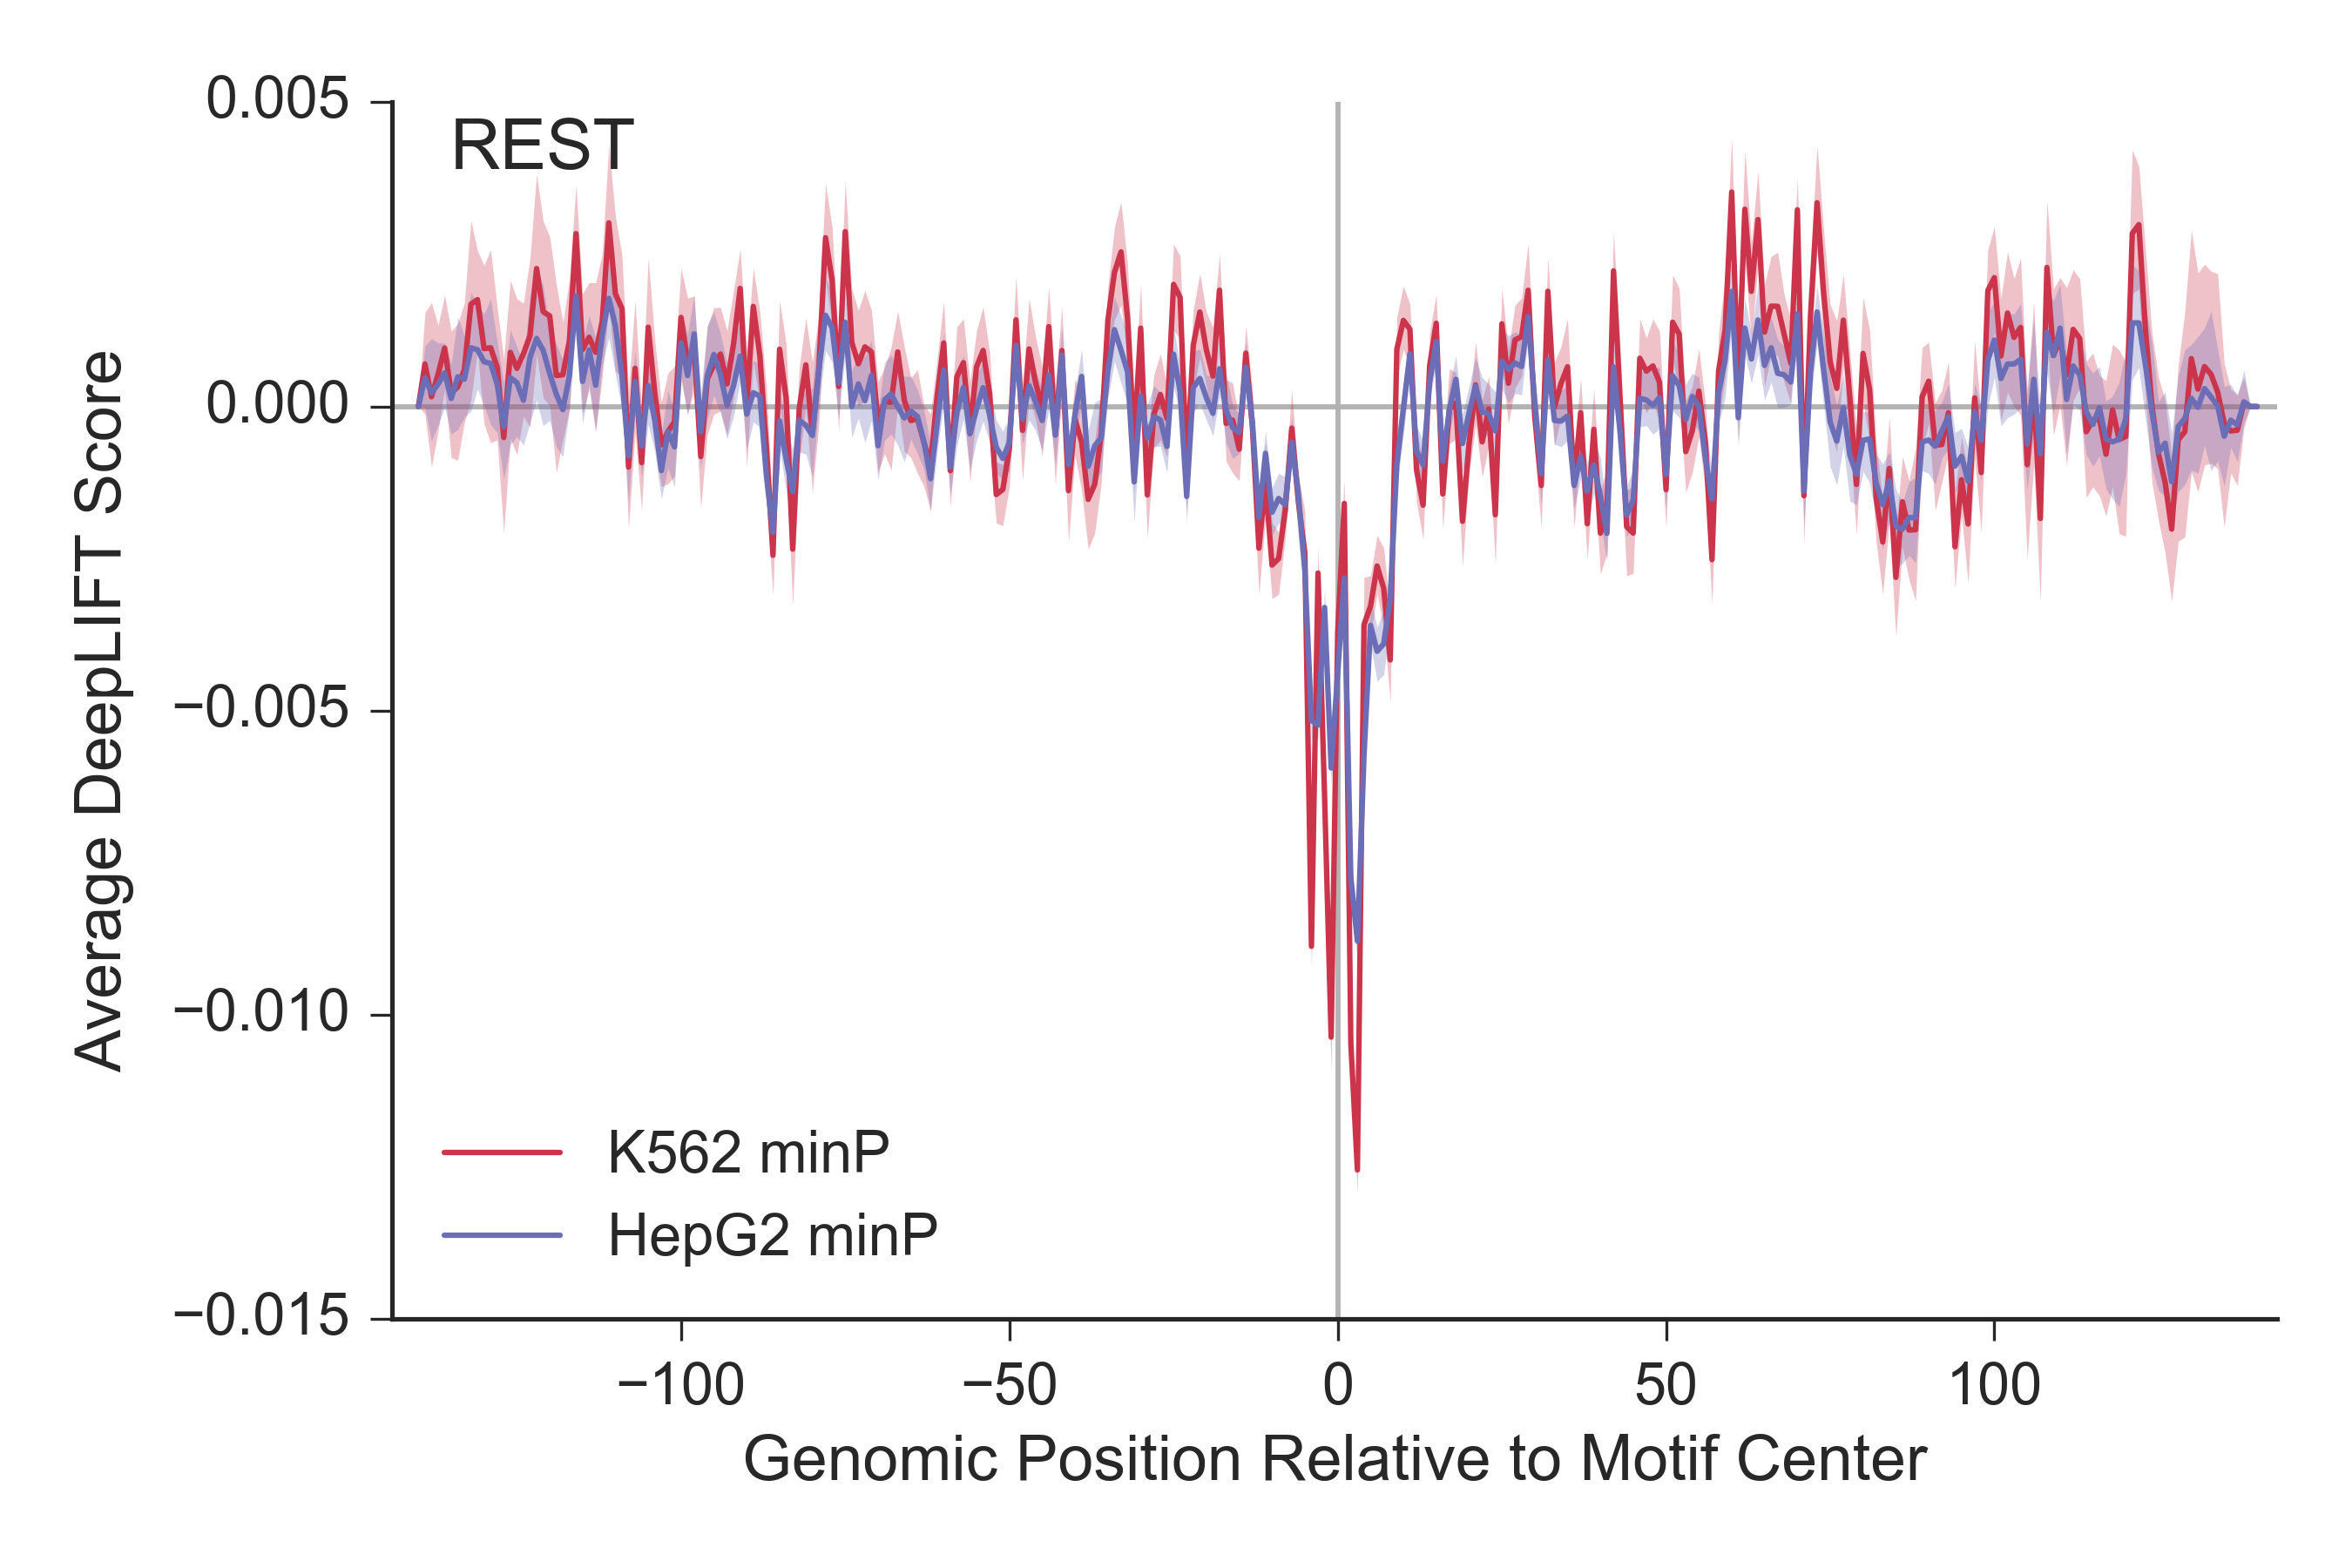 REST
0.005
0.000
−0.005
−0.010
−0.015
Average DeepLIFT Score
K562 minP
HepG2 minP
−100 −50 0 50 100
Genomic Position Relative to Motif Center